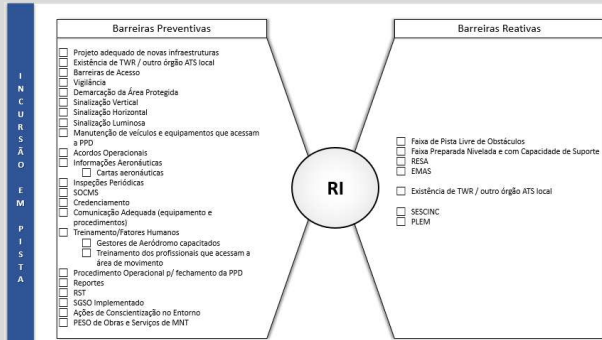 INCURSÃO EM PISTA
Barreiras Preventivas
Projeto adequado de novas infraestruturas
Existência de TWR / outro órgão ATS local
Barreiras de Acesso
Vigilância
Demarcação da Área Protegida
Sinalização Vertical
Sinalização Horizontal
Sinalização Luminosa
Manutenção de veículos e equipamentos que acessam
a PPD
Acordos Operacionais
Informações Aeronáuticas
Cartas aeronáuticas
Inspeções Periódicas
SOCMS
Credenciamento
Comunicação Adequada (equipamento e
procedimentos)
Treinamento/Fatores Humanos
Gestores de Aeródromo capacitados
Treinamento dos profissionais que acessam a
área de movimento
Procedimento Operacional p/ fechamento da PPD
Reportes
RST
SGSO Implementado
Ações de Conscientização no Entorno
PESO de Obras e Serviços de MNT
RI
Barreiras Reativas
Faixa de Pista Livre de Obstáculos
Faixa Preparada Nivelada e com Capacidade de Suporte
RESA
EMAS
Existência de TWR / outro órgão ATS local
SESCINC
PLEM